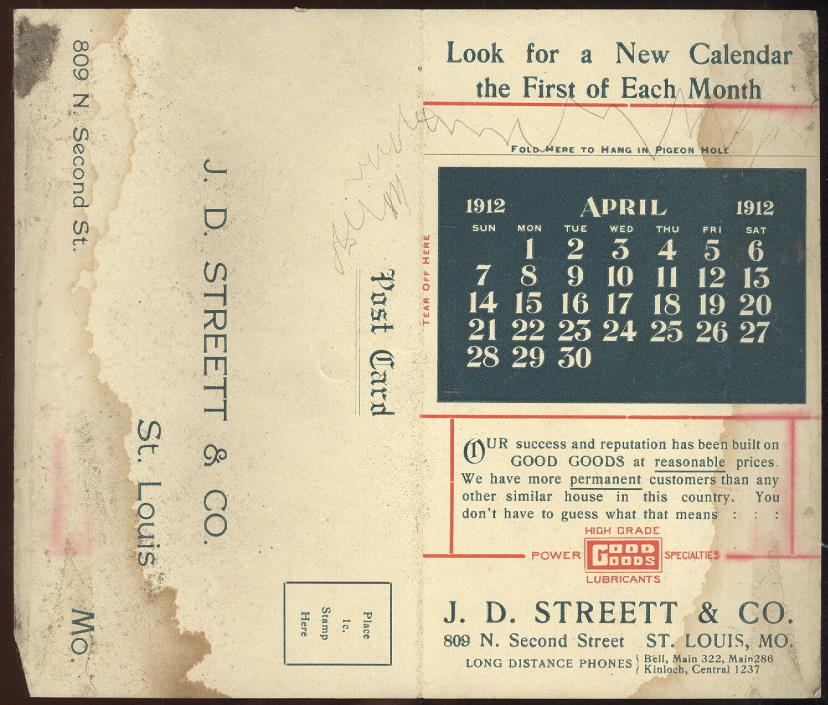 809 N. Second St.
J. D. STREETT & CO.
St. Louis
Mo.
Post Card
Place
1c.
Stamp
Here
Look for a New Calendar
the First of Each Month
FOLD HERE TO HANG IN PIGEON HOLE
TEAR OFF HERE
1912 APRIL 1912
SUN MON TUE WED THU FRI SAT
1 2 3 4 5 6
7 8 9 10 11 12 13
14 15 16 17 18 19 20
21 22 23 24 25 26 27
28 29 30
OUR success and reputation has been built on
GOOD GOODS at reasonable prices.
We have more permanent customers than any
other similar house in this country. You
don't have to guess what that means : : :
HIGH GRADE
POWER GOOD GOODS SPECIALTIES
LUBRICANTS
J. D. STREETT & CO.
809 N. Second Street ST. LOUIS, MO.
LONG DISTANCE PHONES { Bell, Main 322, Main286
Kinloch, Central 1237